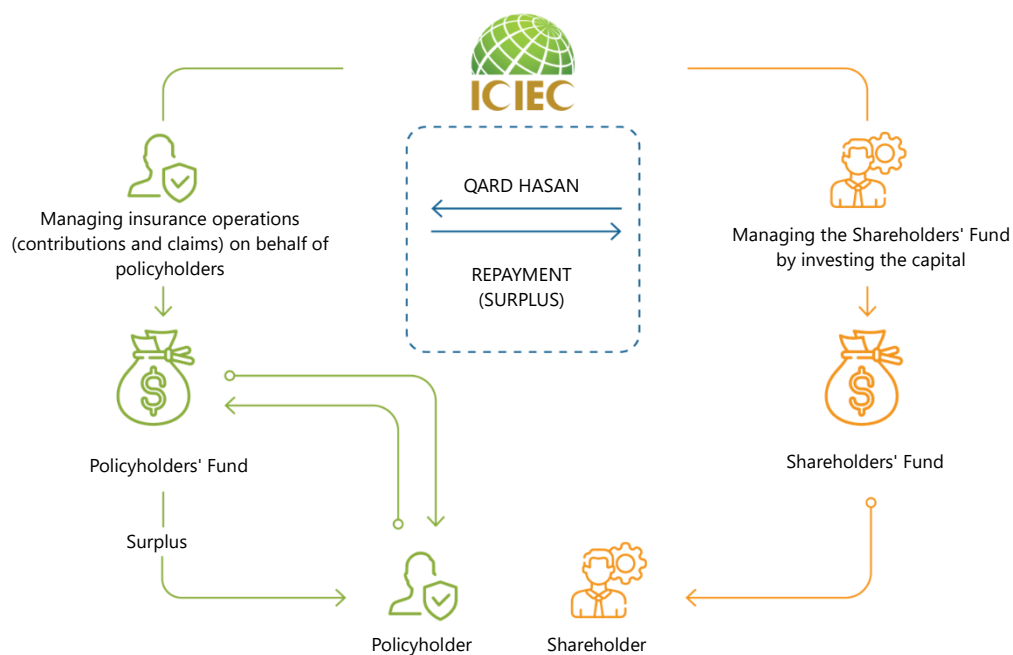 ICIEC
QARD HASAN
REPAYMENT
(SURPLUS)
Managing insurance operations
(contributions and claims) on behalf of
policyholders
Managing the Shareholders' Fund
by investing the capital
$
$
Policyholders' Fund
Shareholders' Fund
Surplus
Policyholder
Shareholder